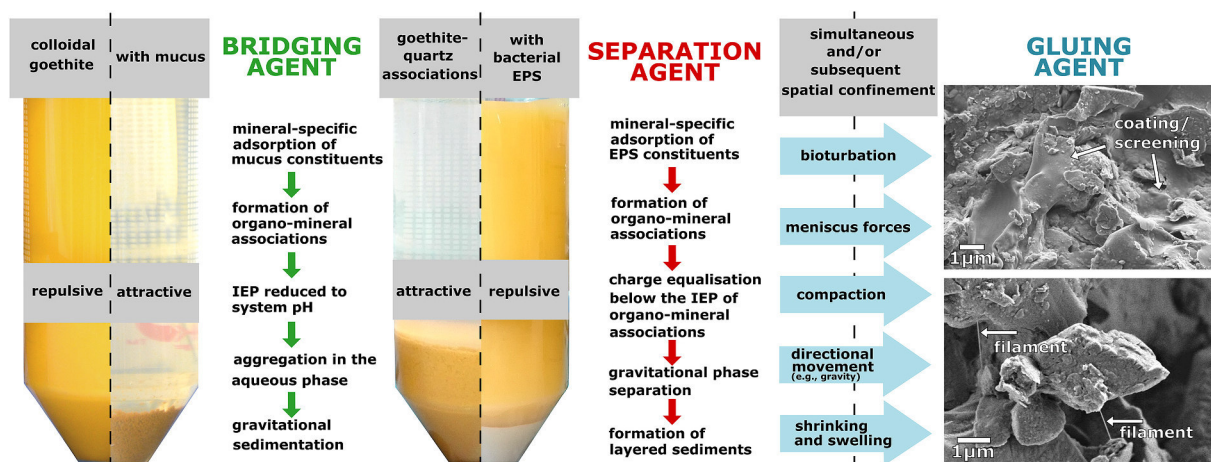 colloidal
goethite
with mucus
repulsive
attractive
BRIDGING
AGENT
mineral-specific
adsorption of
mucus constituents
formation of
organo-mineral
associations
IEP reduced to
system pH
aggregation in the
aqueous phase
gravitational
sedimentation
goethite-
quartz
associations
with
bacterial
EPS
attractive
repulsive
SEPARATION
AGENT
mineral-specific
adsorption of
EPS constituents
formation of
organo-mineral
associations
charge equalisation
below the IEP of
organo-mineral
associations
gravitational phase
separation
formation of
layered sediments
simultaneous
and/or
subsequent
spatial confinement
bioturbation
meniscus forces
compaction
directional
movement
(e.g., gravity)
shrinking
and swelling
GLUING
AGENT
coating/
screening
1µm
filament
filament
1µm